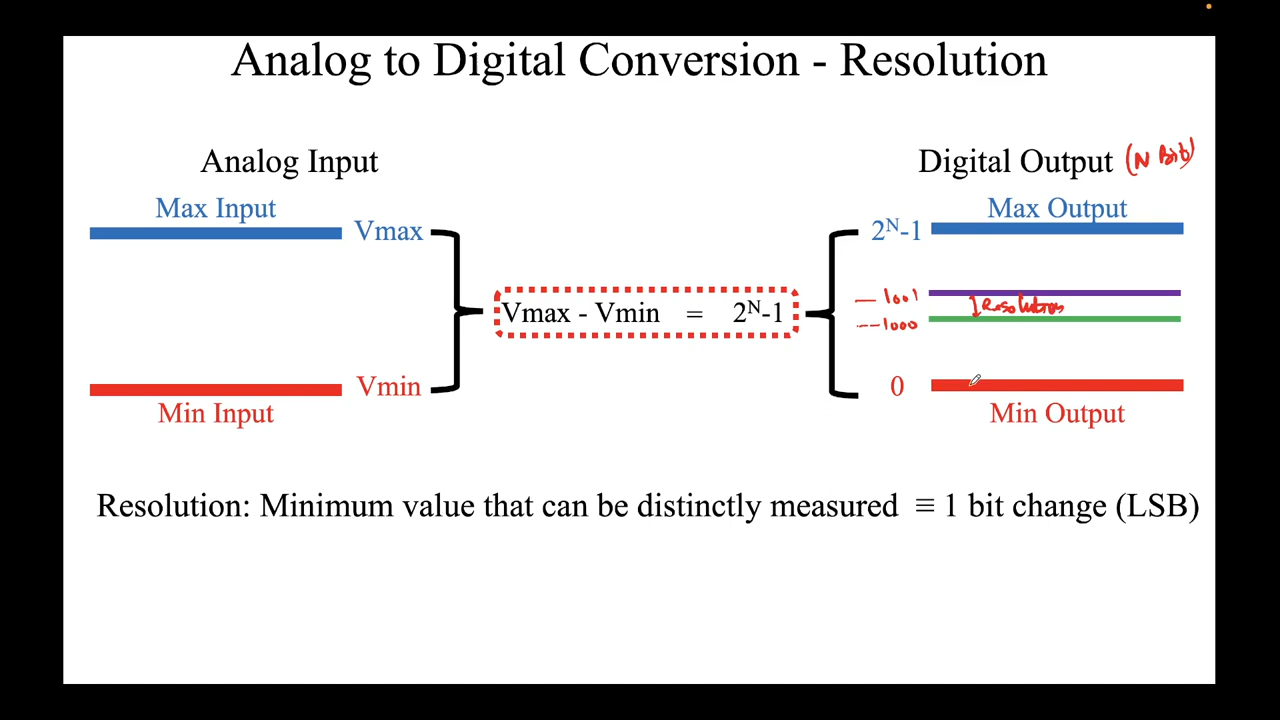 Analog to Digital Conversion - Resolution
Analog Input
Digital Output (N Bit)
Max Input
Vmax
2ᴺ-1
Max Output
Vmax - Vmin = 2ᴺ-1
— 1001
Resolution
--1000
Vmin
Min Input
0
Min Output
Resolution: Minimum value that can be distinctly measured ≡ 1 bit change (LSB)